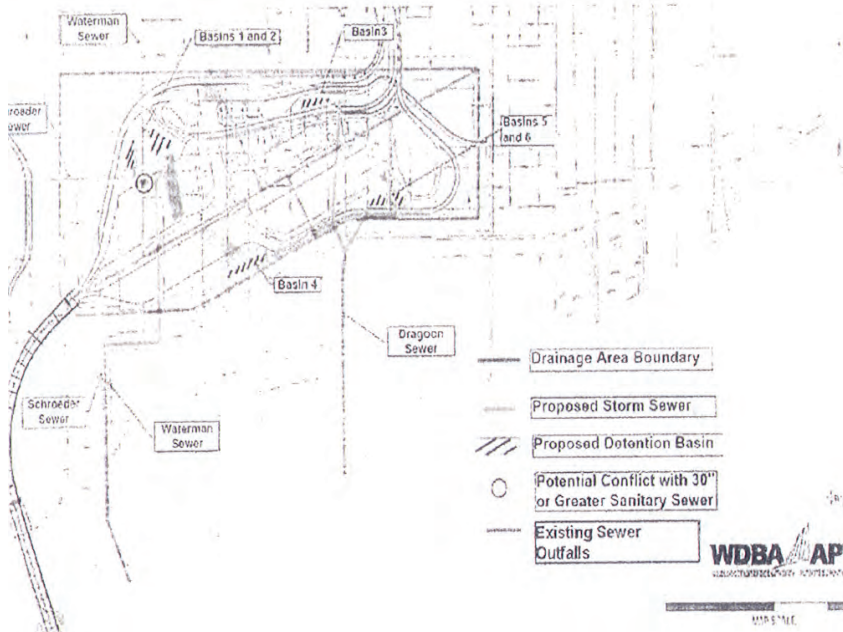 Waterman
Sewer
Basins 1 and 2
Basin3
Basins 5
and 6
Basin 4
Dragoon
Sewer
Schroeder
Sewer
Waterman
Sewer
Drainage Area Boundary
Proposed Storm Sewer
Proposed Detention Basin
Potential Conflict with 30"
or Greater Sanitary Sewer
Existing Sewer
Outfalls
WDBA AP
MAP SCALE